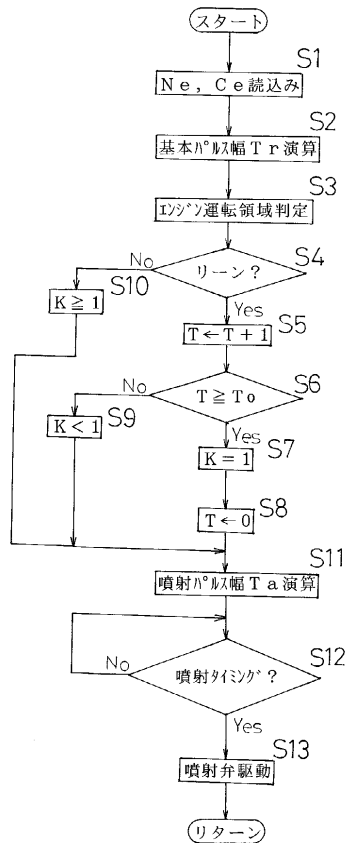 スタート
S1
Ne, Ce読込み
S2
基本パルス幅Tr演算
S3
エンジン運転領域判定
S4
リーン?
No
Yes
S10
K≧1
S5
T←T+1
S6
T≧To
No
Yes
S9
K<1
S7
K=1
S8
T←0
S11
噴射パルス幅Ta演算
S12
噴射タイミング?
No
Yes
S13
噴射弁駆動
リターン